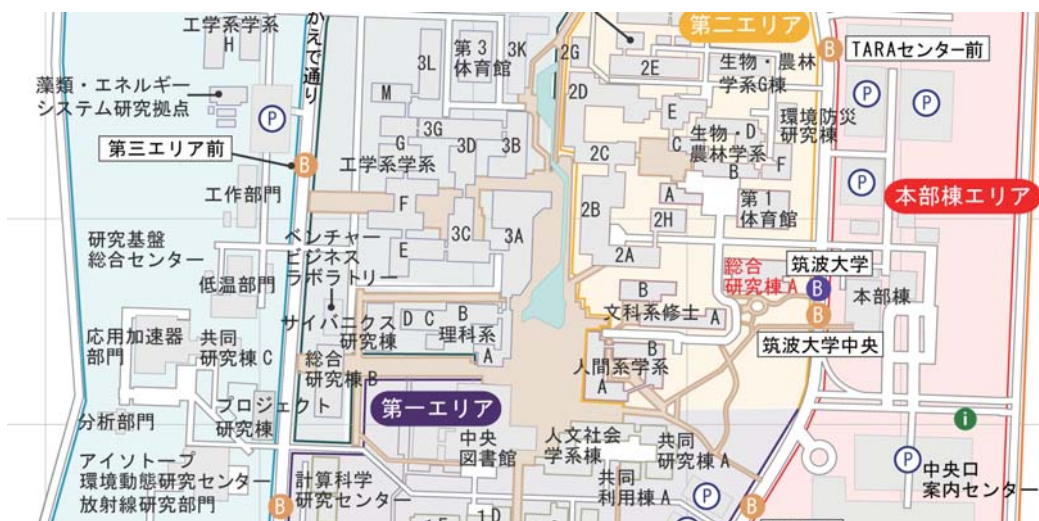 工学系学系
H
かえで通り
3L
第3
体育館
3K
2G
第二エリア
2E
生物・農林
学系G棟
B
TARAセンター前
藻類・エネルギー
システム研究拠点
P
M
2D
E
P
P
環境防災
研究棟
3G
G
工学系学系
3D
3B
2C
C
生物・D
農林学系
B
F
第三エリア前
B
工作部門
F
3C
3A
2B
A
2H
第1
体育館
P
本部棟エリア
研究基盤
総合センター
ベンチャー
ビジネス
ラボラトリー
E
2A
低温部門
総合
研究棟A
筑波大学
B
本部棟
B
文科系修士
A
B
筑波大学中央
サイバニクス
研究棟
D
C
B
理科系
A
応用加速器
部門
共同
研究棟C
総合
研究棟B
B
人間系学系
A
分析部門
プロジェクト
研究棟
第一エリア
i
中央
図書館
人文社会
学系棟
共同
研究棟A
アイソトープ
環境動態研究センター
放射線研究部門
B
計算科学
研究センター
共同
利用棟A
P
B
P
中央口
案内センター
1D